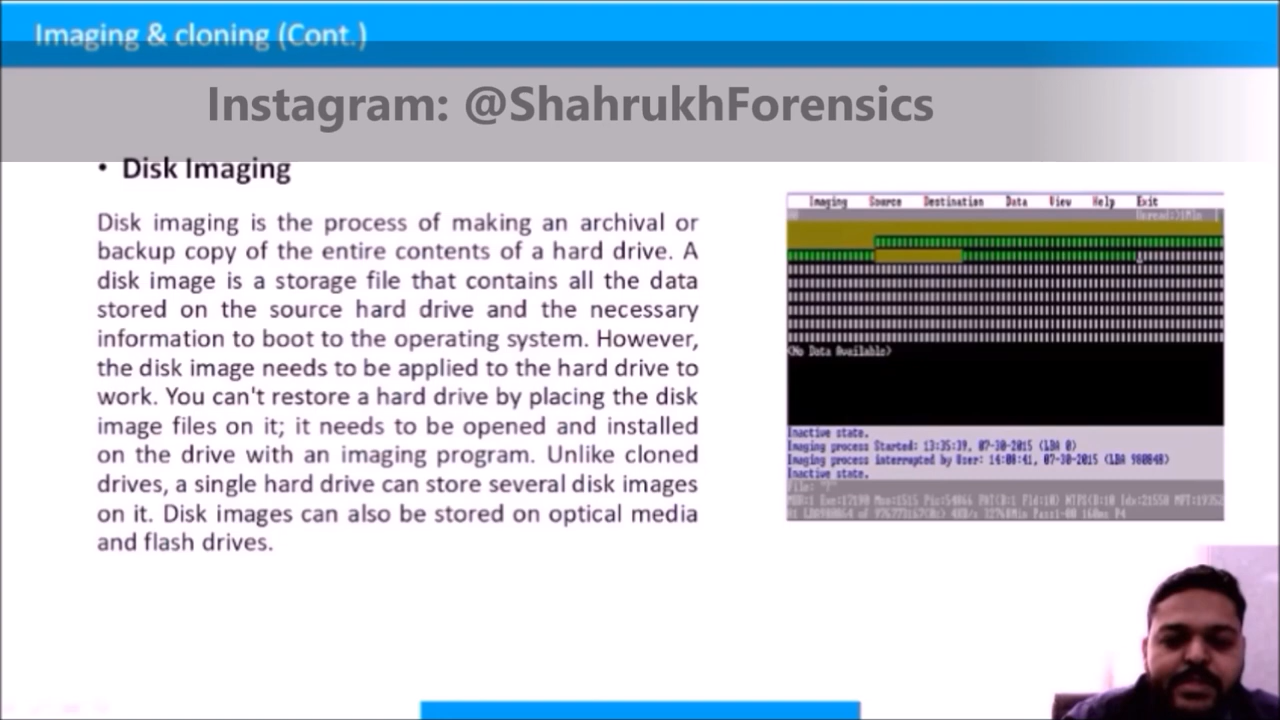 Imaging & cloning (Cont.)
Instagram: @ShahrukhForensics
• Disk Imaging
Disk imaging is the process of making an archival or
backup copy of the entire contents of a hard drive. A
disk image is a storage file that contains all the data
stored on the source hard drive and the necessary
information to boot to the operating system. However,
the disk image needs to be applied to the hard drive to
work. You can't restore a hard drive by placing the disk
image files on it; it needs to be opened and installed
on the drive with an imaging program. Unlike cloned
drives, a single hard drive can store several disk images
on it. Disk images can also be stored on optical media
and flash drives.
Imaging Source Destination Data View Help Exit
<No Data Available>
Inactive state.
Imaging process Started: 13:35:39, 07-30-2015 (LBA 0)
Imaging process interrupted by User: 14:08:41, 07-30-2015 (LBA 980848)
Inactive state.